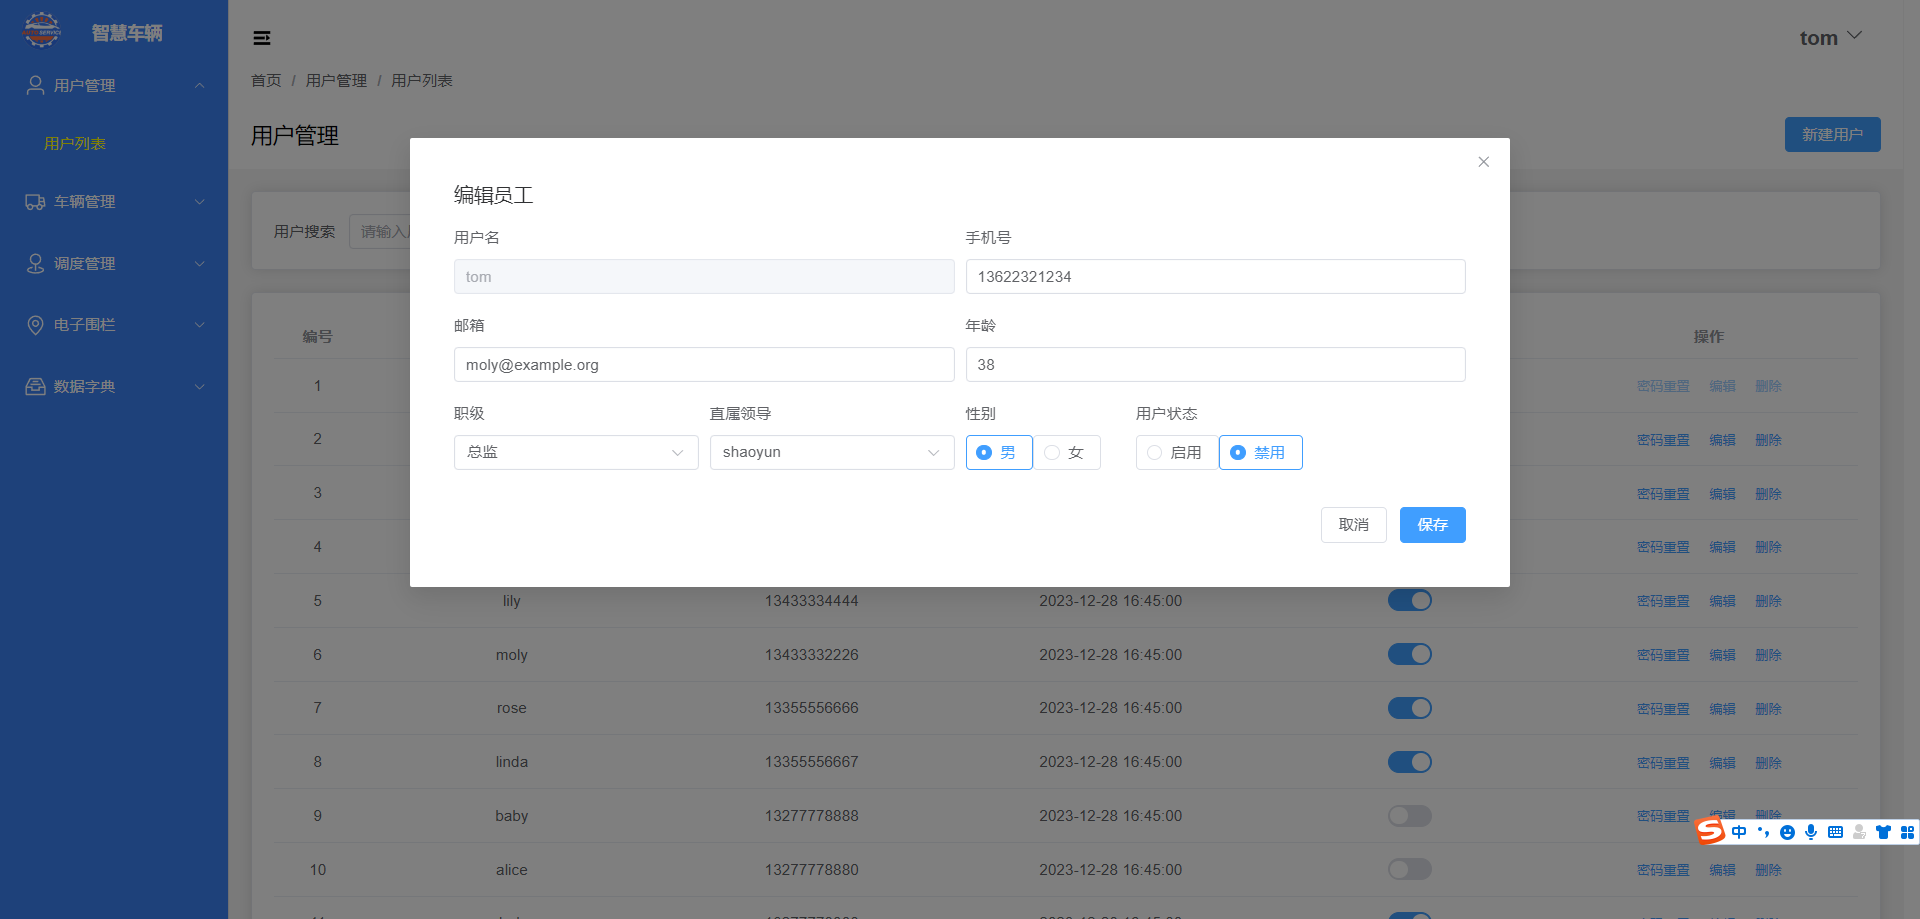 智慧车辆
tom
用户管理
首页 / 用户管理 / 用户列表
用户列表
用户管理
新建用户
车辆管理
调度管理
电子围栏
数据字典
用户搜索
编辑员工
用户名
手机号
tom
13622321234
邮箱
年龄
moly@example.org
38
职级
直属领导
性别
用户状态
总监
shaoyun
男
女
启用
禁用
取消
保存
编号
操作
1 密码重置 编辑 删除
2 密码重置 编辑 删除
3 密码重置 编辑 删除
4 密码重置 编辑 删除
5 lily 13433334444 2023-12-28 16:45:00 密码重置 编辑 删除
6 moly 13433332226 2023-12-28 16:45:00 密码重置 编辑 删除
7 rose 13355556666 2023-12-28 16:45:00 密码重置 编辑 删除
8 linda 13355556667 2023-12-28 16:45:00 密码重置 编辑 删除
9 baby 13277778888 2023-12-28 16:45:00 密码重置 编辑 删除
10 alice 13277778880 2023-12-28 16:45:00 密码重置 编辑 删除
中